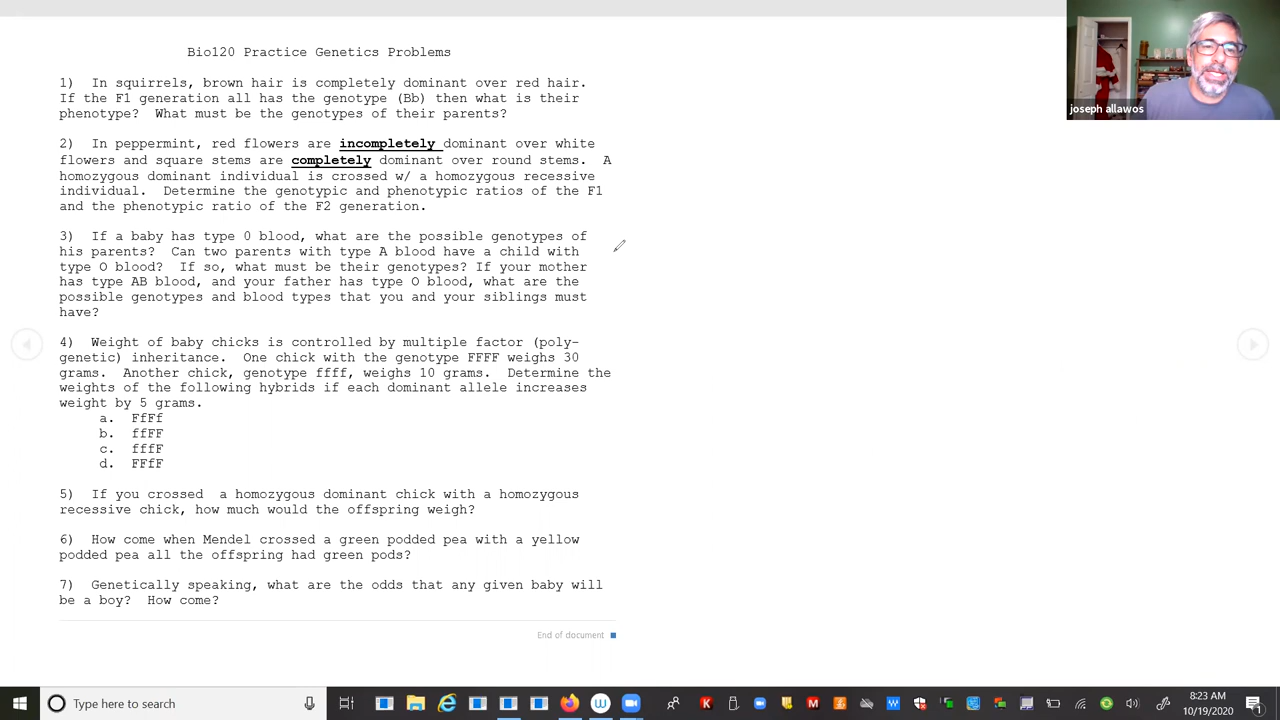 Bio120 Practice Genetics Problems
1) In squirrels, brown hair is completely dominant over red hair.
If the F1 generation all has the genotype (Bb) then what is their
phenotype? What must be the genotypes of their parents?
2) In peppermint, red flowers are incompletely dominant over white
flowers and square stems are completely dominant over round stems. A
homozygous dominant individual is crossed w/ a homozygous recessive
individual. Determine the genotypic and phenotypic ratios of the F1
and the phenotypic ratio of the F2 generation.
3) If a baby has type 0 blood, what are the possible genotypes of
his parents? Can two parents with type A blood have a child with
type O blood? If so, what must be their genotypes? If your mother
has type AB blood, and your father has type O blood, what are the
possible genotypes and blood types that you and your siblings must
have?
4) Weight of baby chicks is controlled by multiple factor (poly-
genetic) inheritance. One chick with the genotype FFFF weighs 30
grams. Another chick, genotype ffff, weighs 10 grams. Determine the
weights of the following hybrids if each dominant allele increases
weight by 5 grams.
a. FfFf
b. ffFF
c. fffF
d. FFfF
5) If you crossed a homozygous dominant chick with a homozygous
recessive chick, how much would the offspring weigh?
6) How come when Mendel crossed a green podded pea with a yellow
podded pea all the offspring had green pods?
7) Genetically speaking, what are the odds that any given baby will
be a boy? How come?
End of document
joseph allawos
Type here to search
8:23 AM
10/19/2020